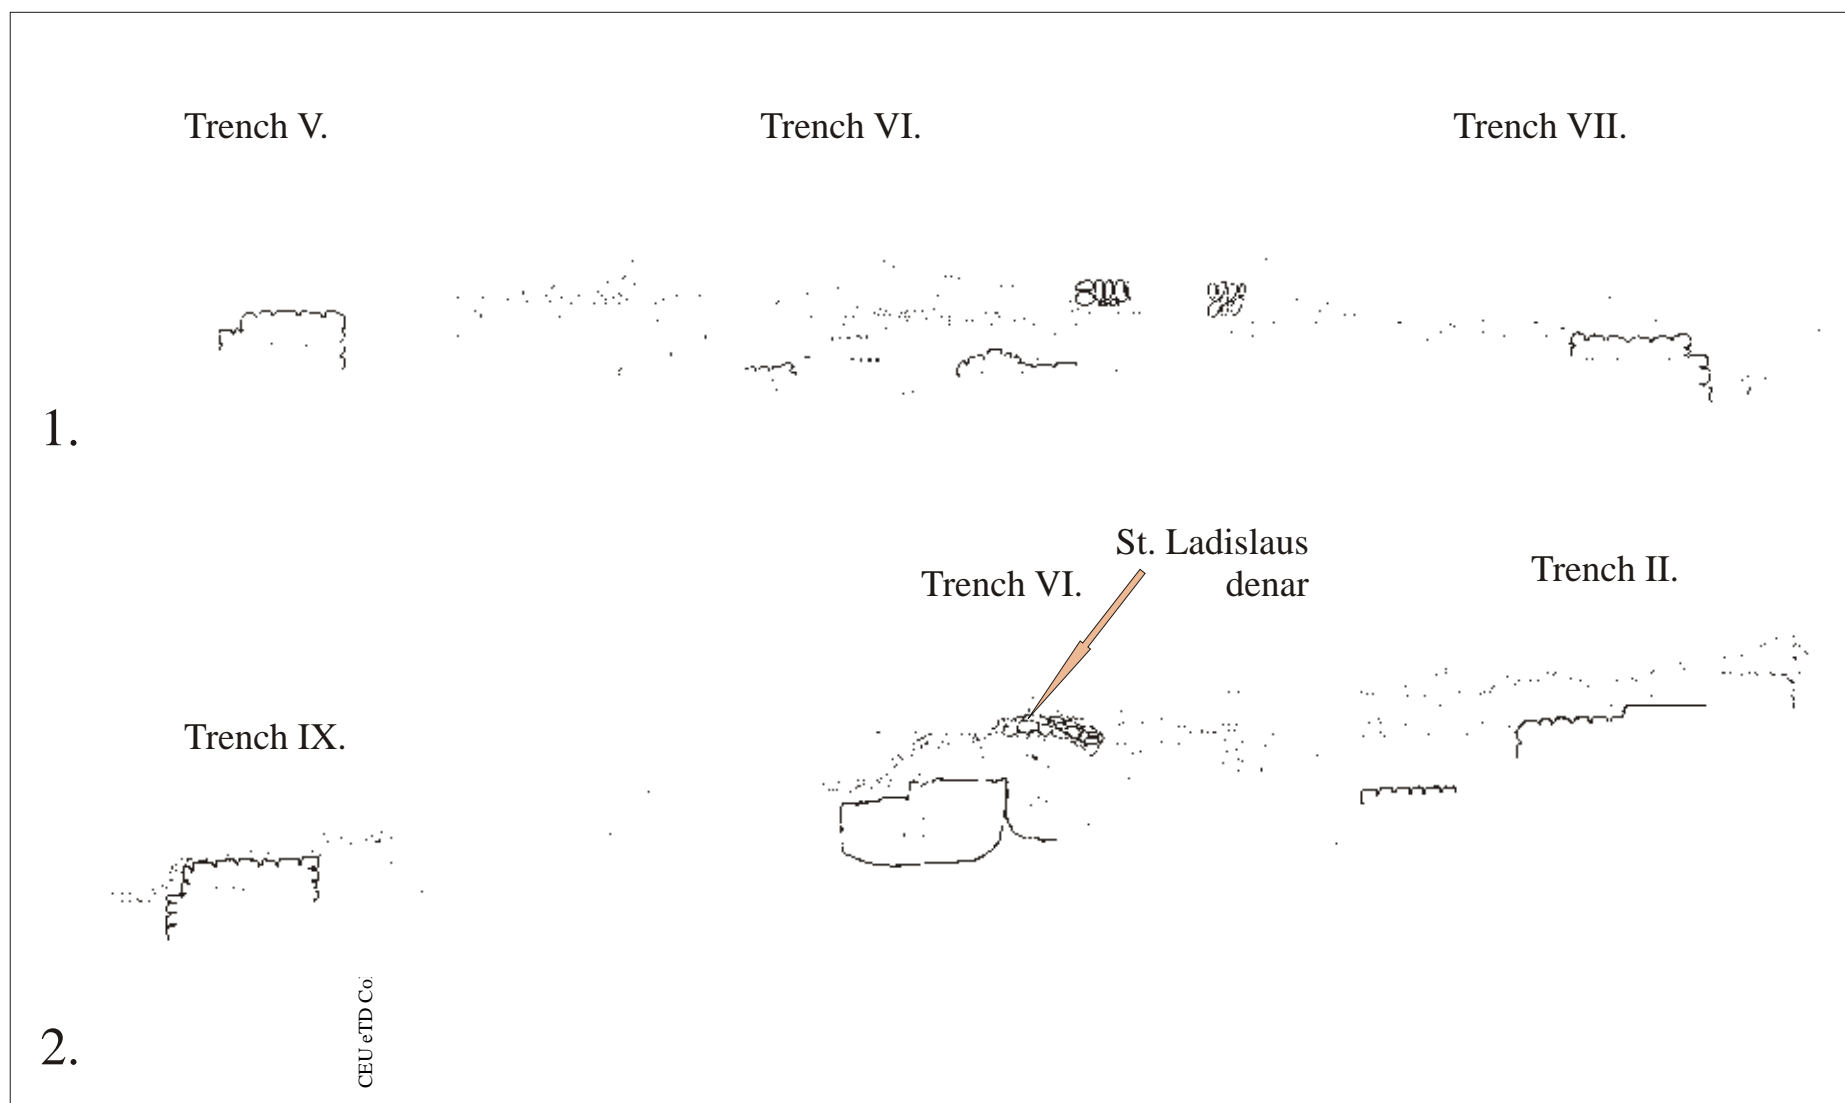 Trench V.
Trench VI.
Trench VII.
1.
St. Ladislaus
denar
Trench VI.
Trench II.
Trench IX.
2.
CEU eTD Co